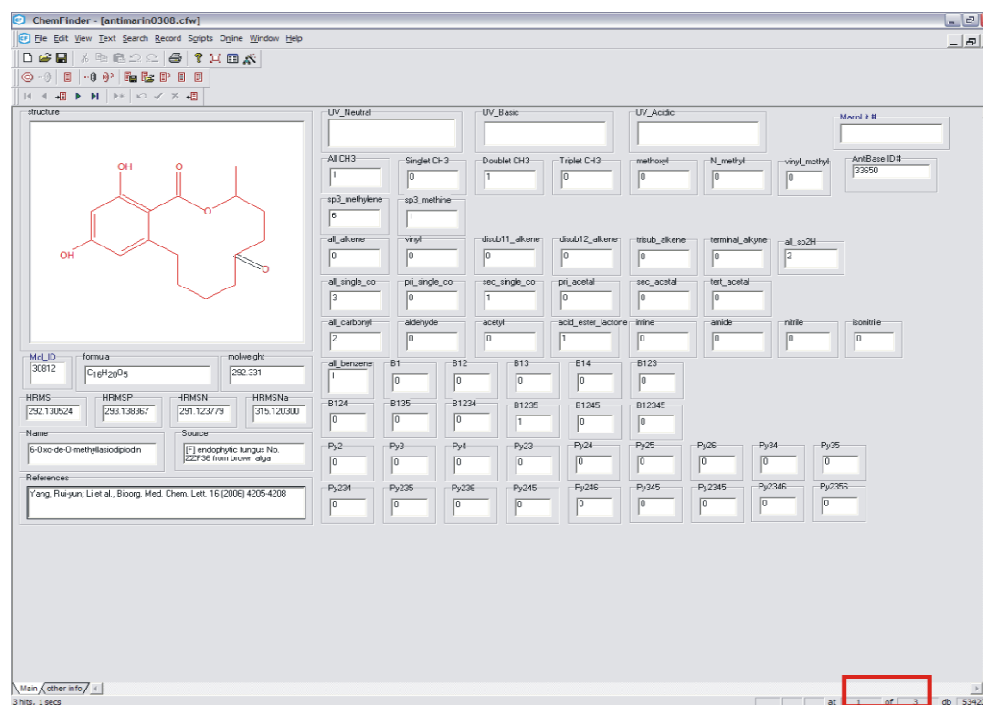 ChemFinder - [antimarin0308.cfw]
File Edit View Text Search Record Scripts Online Window Help
structure
UV_Neutral
UV_Basic
UV_Acidic
OH
O
O
OH
O
All CH3
Singlet CH3
Doublet CH3
Triplet CH3
methoxyl
N_methyl
vinyl_methyl
AntiBase ID#
1
0
1
0
0
0
0
33650
sp3_methylene
sp3_methine
6
all_alkene
vinyl
disub11_alkene
disub12_alkene
trisub_alkene
terminal_alkyne
all_sp2H
0
0
0
0
0
0
2
all_single_co
pri_single_co
sec_single_co
pri_acetal
sec_acetal
tert_acetal
3
0
1
0
0
0
all_carbonyl
aldehyde
acetyl
acid_ester_lactone
imine
amide
nitrile
isonitrile
2
0
0
1
0
0
0
0
Mol_ID
formula
molweight
30812
C16H20O5
292.331
all_benzene
B1
B12
B13
B14
B123
1
0
0
0
0
0
HRMS
HRMSP
HRMSN
HRMSNa
292.130524
293.138367
291.123779
315.120300
B124
B135
B1234
B1235
B1245
B12345
0
0
0
1
0
0
Name
Source
6-Oxo-de-O-methyllasiodiplodin
[F] endophytic fungus No.
ZZF36 from brown alga
Py2
Py3
Py4
Py23
Py24
Py25
Py26
Py34
Py35
0
0
0
0
0
0
0
0
0
References
Yang, Rui-yun, Li et al., Bioorg. Med. Chem. Lett. 16 (2006) 4205-4208
Py234
Py235
Py236
Py245
Py246
Py345
Py2345
Py2346
Py2356
0
0
0
0
0
0
0
0
0
Main other info
3 hits, 1 secs
at 1 of 3 db